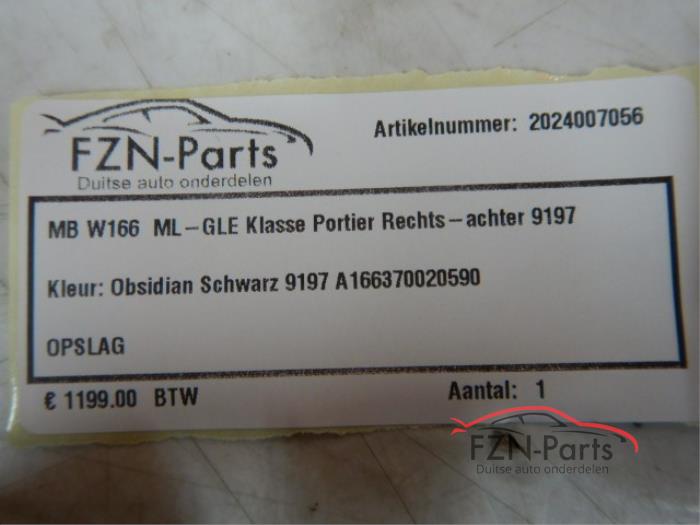 FZN-Parts
Duitse auto onderdelen
Artikelnummer: 2024007056
MB W166 ML-GLE Klasse Portier Rechts-achter 9197
Kleur: Obsidian Schwarz 9197 A166370020590
OPSLAG
€ 1199.00 BTW
Aantal: 1
FZN-Parts
Duitse auto onderdelen